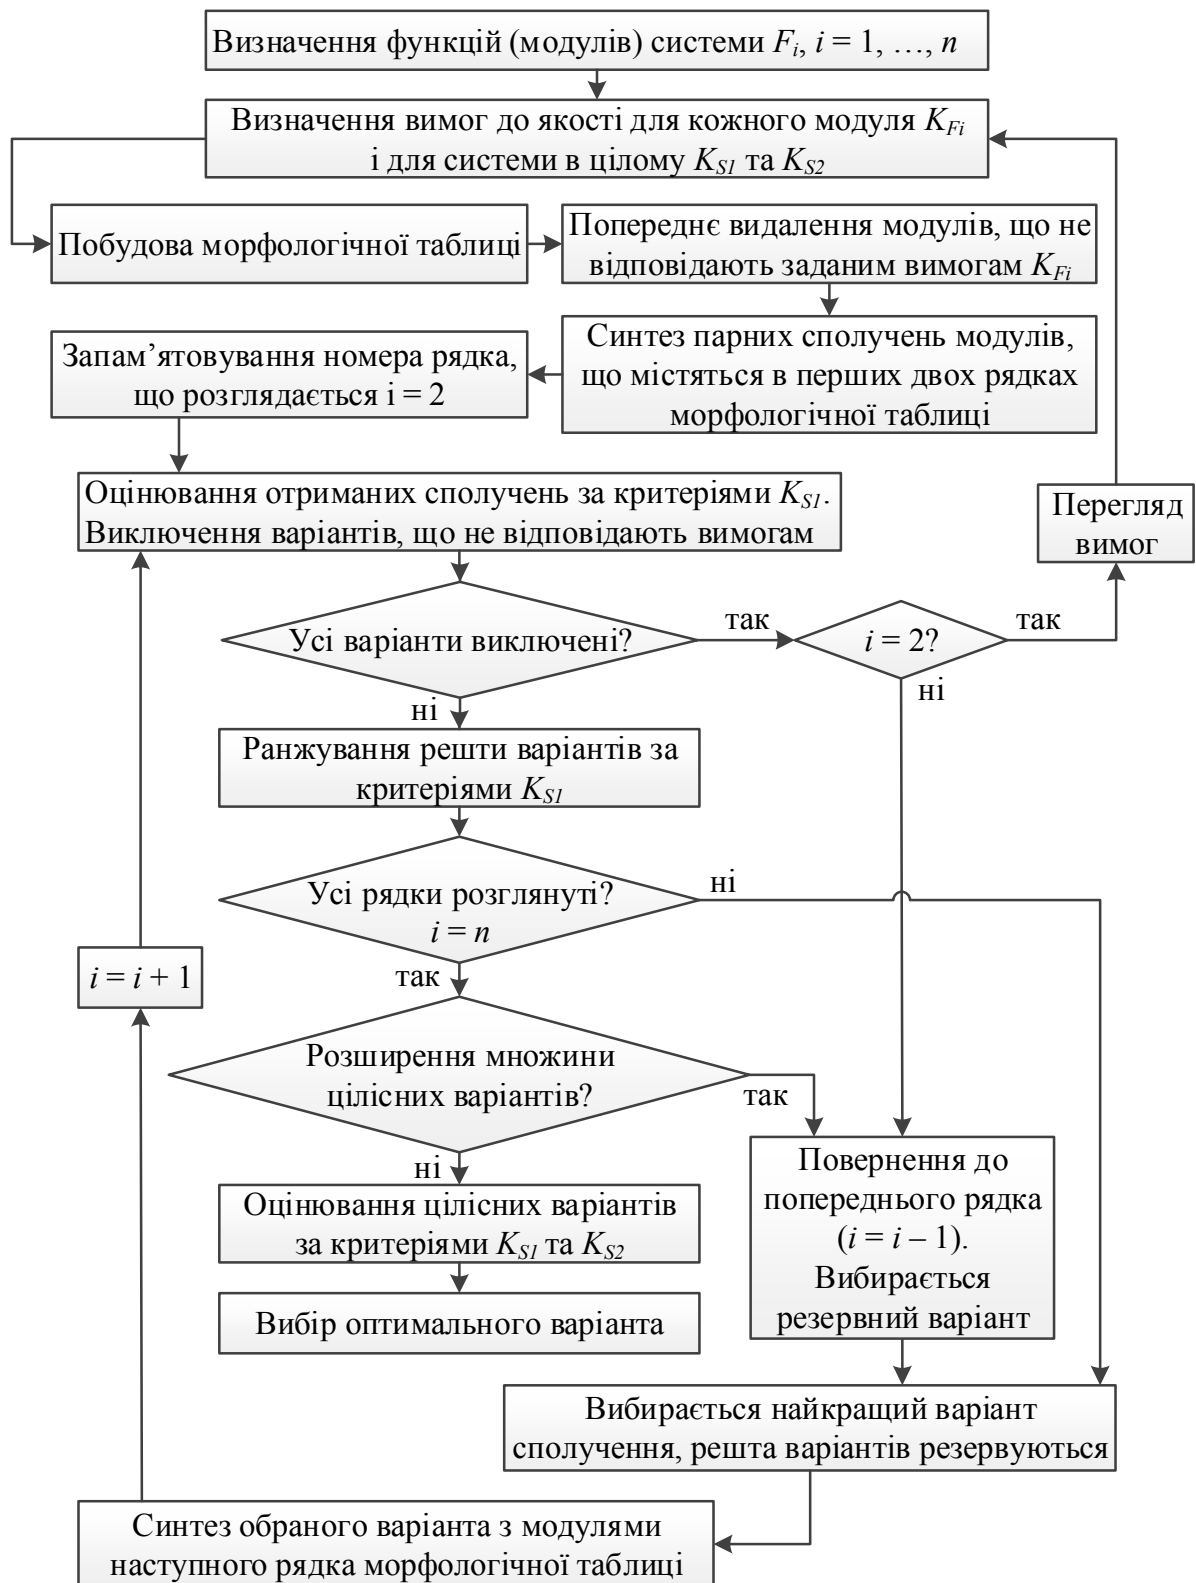 Визначення функцій (модулів) системи Fi, i = 1, …, n
Визначення вимог до якості для кожного модуля KFi
і для системи в цілому KS1 та KS2
Побудова морфологічної таблиці
Попереднє видалення модулів, що не
відповідають заданим вимогам KFi
Синтез парних сполучень модулів,
що містяться в перших двох рядках
морфологічної таблиці
Запам’ятовування номера рядка,
що розглядається i = 2
Оцінювання отриманих сполучень за критеріями KS1.
Виключення варіантів, що не відповідають вимогам
Перегляд
вимог
Усі варіанти виключені?
так
i = 2?
так
ні
ні
Ранжування решти варіантів за
критеріями KS1
Усі рядки розглянуті?
i = n
ні
так
i = i + 1
Розширення множини
цілісних варіантів?
так
ні
Оцінювання цілісних варіантів
за критеріями KS1 та KS2
Вибір оптимального варіанта
Повернення до
попереднього рядка
(i = i – 1).
Вибирається
резервний варіант
Вибирається найкращий варіант
сполучення, решта варіантів резервуються
Синтез обраного варіанта з модулями
наступного рядка морфологічної таблиці